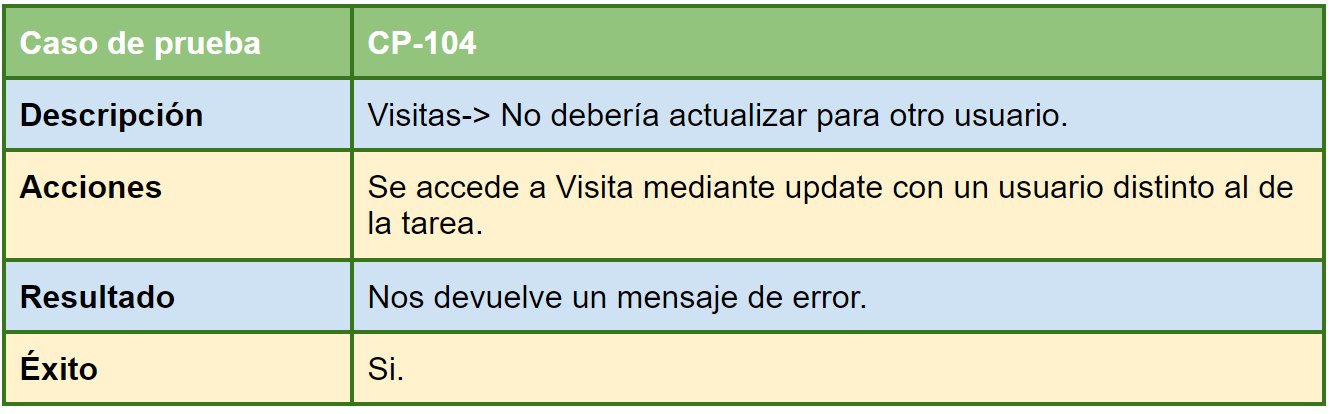 Caso de prueba CP-104
Descripción Visitas-> No debería actualizar para otro usuario.
Acciones Se accede a Visita mediante update con un usuario distinto al de
la tarea.
Resultado Nos devuelve un mensaje de error.
Éxito Si.